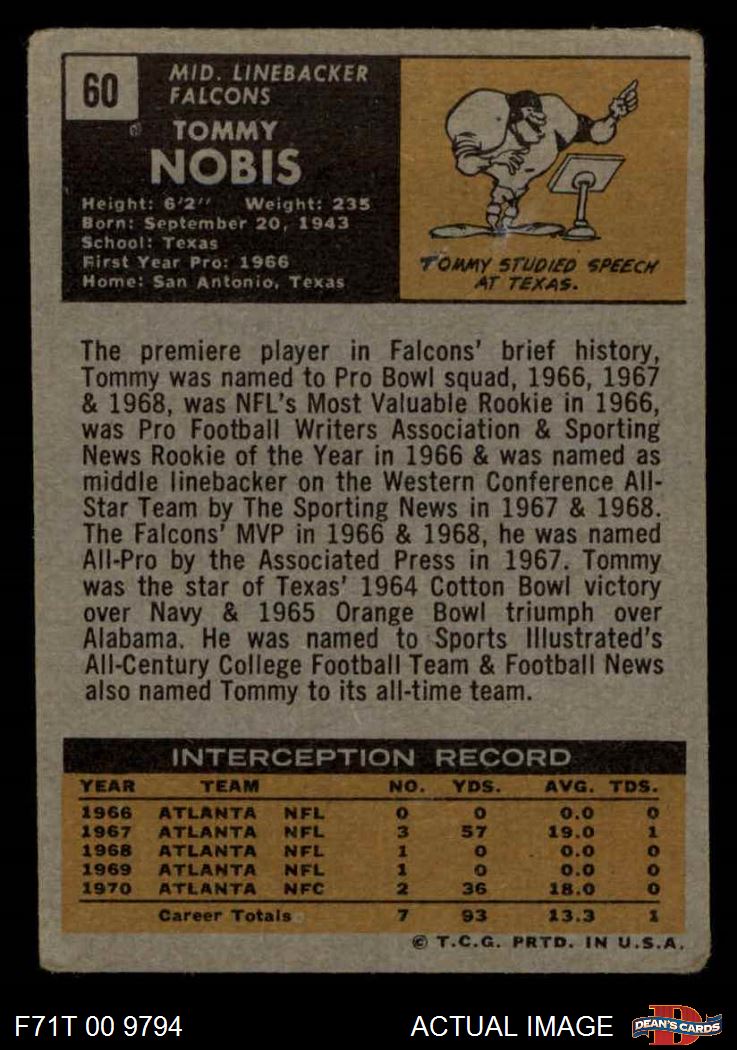 60
MID. LINEBACKER
FALCONS
TOMMY
NOBIS
Height: 6'2" Weight: 235
Born: September 20, 1943
School: Texas
First Year Pro: 1966
Home: San Antonio, Texas
TOMMY STUDIED SPEECH
AT TEXAS.
The premiere player in Falcons' brief history,
Tommy was named to Pro Bowl squad, 1966, 1967
& 1968, was NFL's Most Valuable Rookie in 1966,
was Pro Football Writers Association & Sporting
News Rookie of the Year in 1966 & was named as
middle linebacker on the Western Conference All-
Star Team by The Sporting News in 1967 & 1968.
The Falcons' MVP in 1966 & 1968, he was named
All-Pro by the Associated Press in 1967. Tommy
was the star of Texas' 1964 Cotton Bowl victory
over Navy & 1965 Orange Bowl triumph over
Alabama. He was named to Sports Illustrated's
All-Century College Football Team & Football News
also named Tommy to its all-time team.
INTERCEPTION RECORD
YEAR TEAM NO. YDS. AVG. TDS.
1966 ATLANTA NFL 0 0 0.0 0
1967 ATLANTA NFL 3 57 19.0 1
1968 ATLANTA NFL 1 0 0.0 0
1969 ATLANTA NFL 1 0 0.0 0
1970 ATLANTA NFC 2 36 18.0 0
Career Totals 7 93 13.3 1
© T.C.G. PRTD. IN U.S.A.
F71T 00 9794 ACTUAL IMAGE DEAN'S CARDS